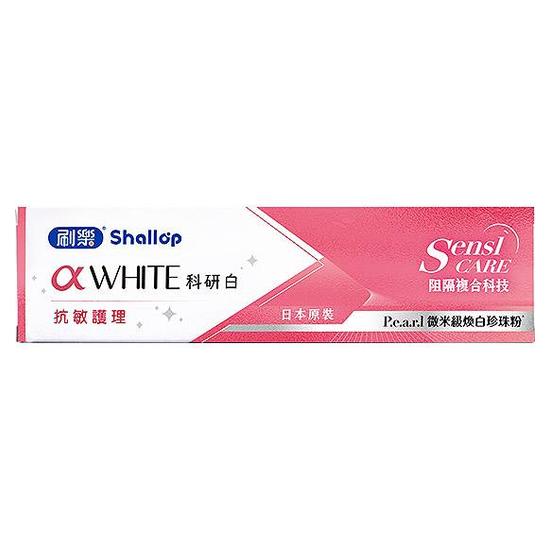 刷樂® Shallop
αWHITE 科研白*
抗敏護理
日本原裝
SensI
CARE
阻隔複合科技
P.e.a.r.l 微米級煥白珍珠粉*